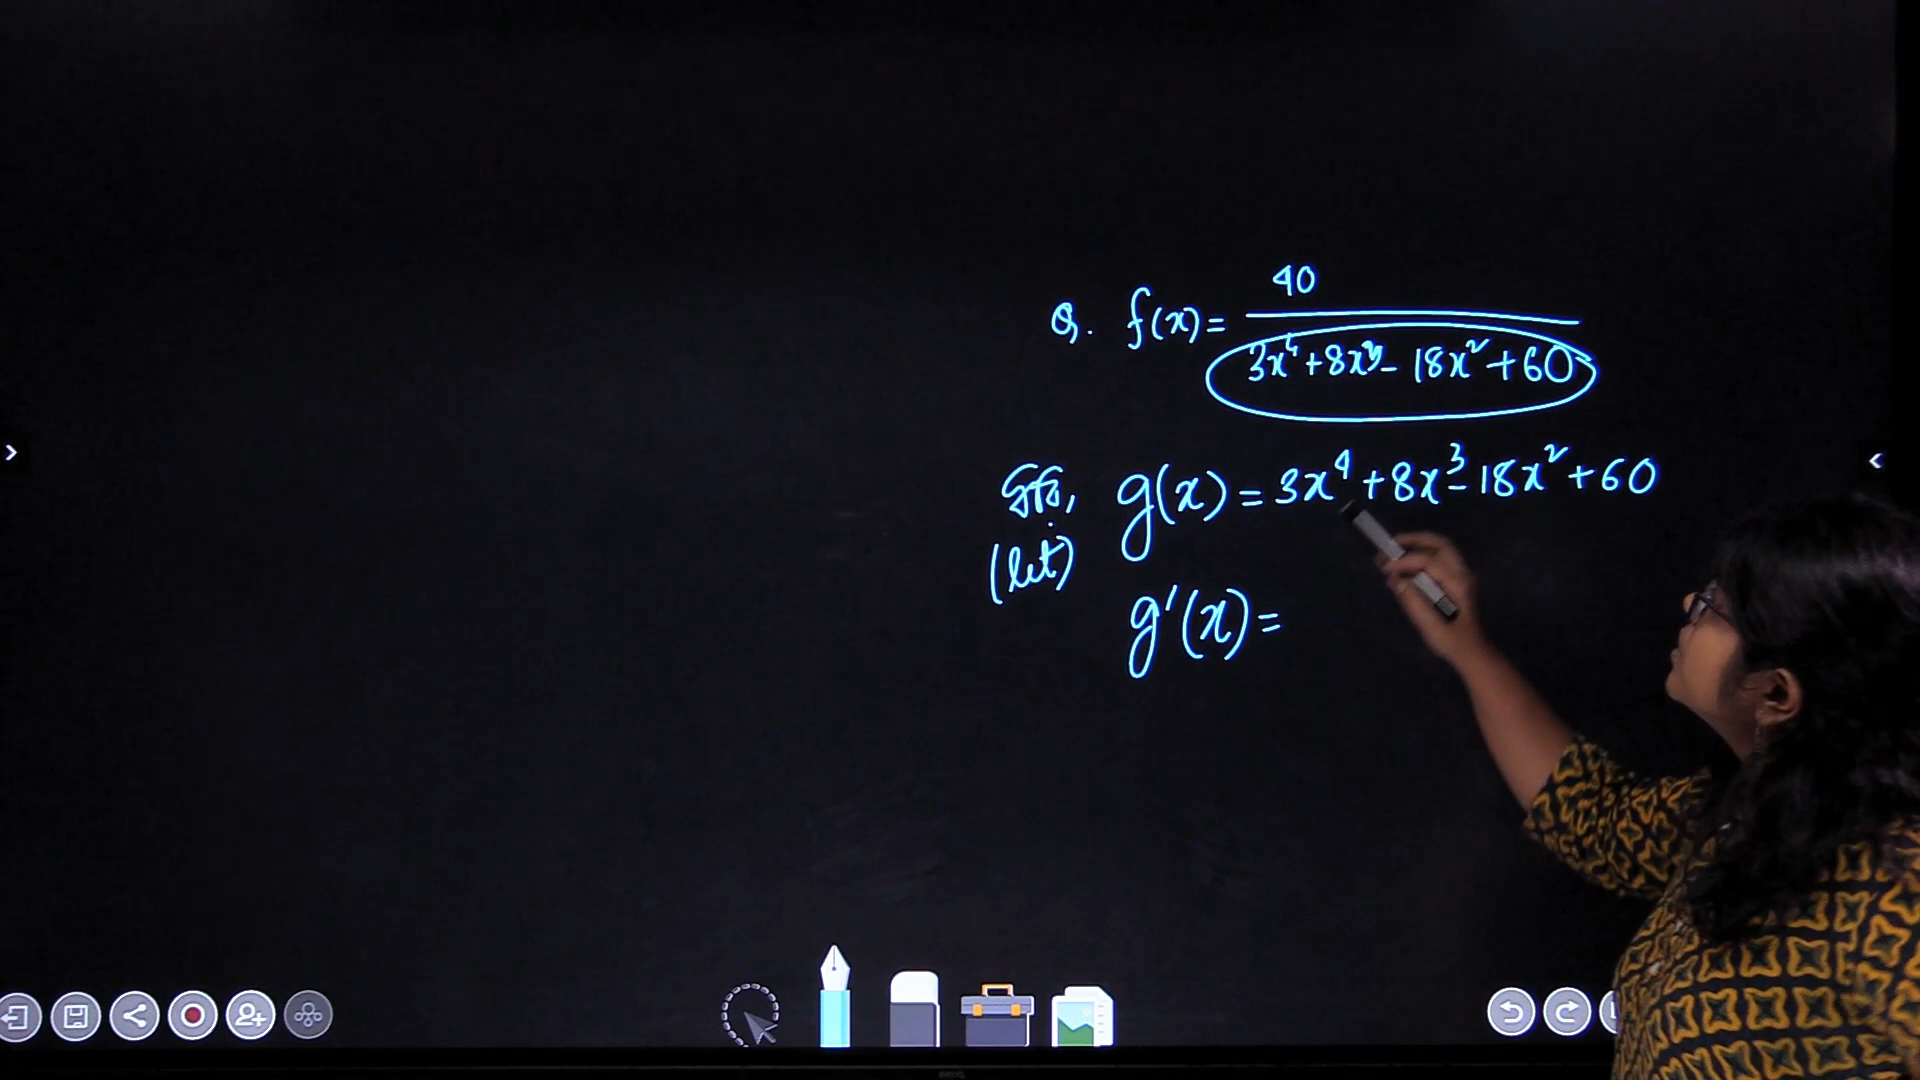 Q. f(x) = 40 / (3x⁴ + 8x³ - 18x² + 60)
ধরি, g(x) = 3x⁴ + 8x³ - 18x² + 60
(let)
g'(x) =